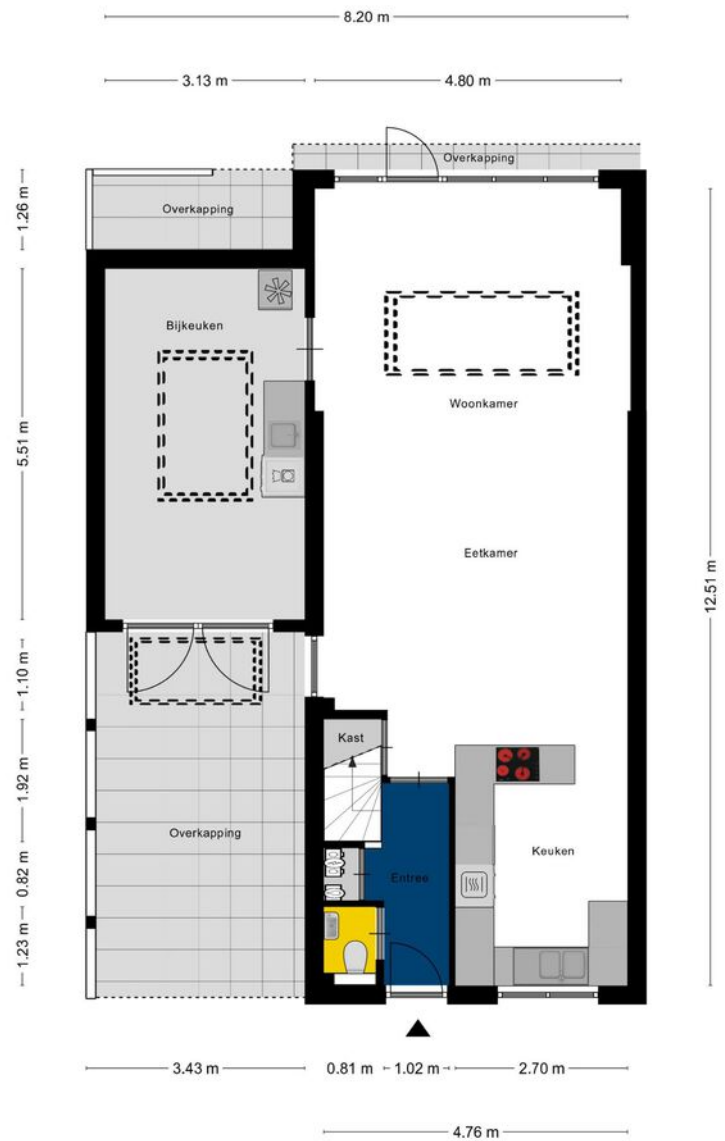 8.20 m
3.13 m
4.80 m
Overkapping
Overkapping
1.26 m
Bijkeuken
Woonkamer
5.51 m
Eetkamer
12.51 m
1.10 m
Kast
1.92 m
Overkapping
Keuken
0.82 m
Entree
1.23 m
3.43 m
0.81 m
1.02 m
2.70 m
4.76 m